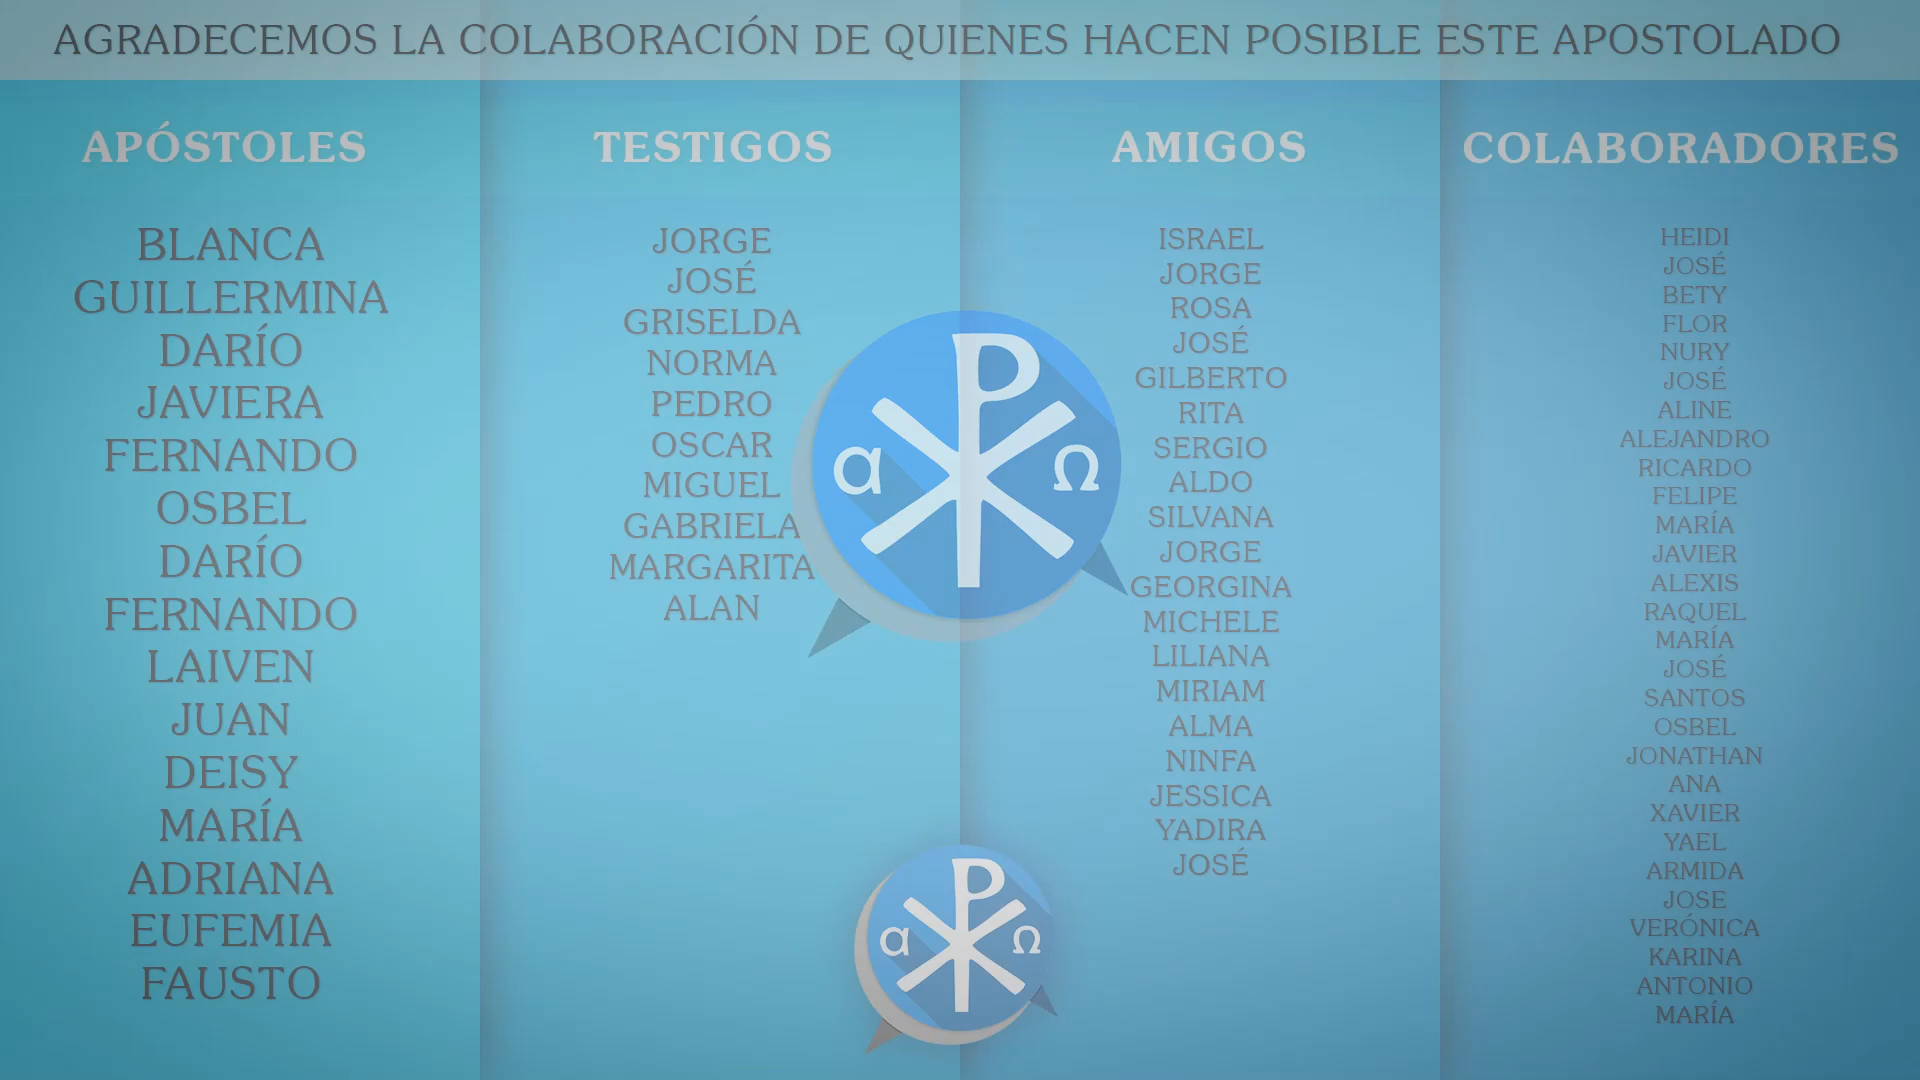 AGRADECEMOS LA COLABORACIÓN DE QUIENES HACEN POSIBLE ESTE APOSTOLADO
APÓSTOLES
BLANCA
GUILLERMINA
DARÍO
JAVIERA
FERNANDO
OSBEL
DARÍO
FERNANDO
LAIVEN
JUAN
DEISY
MARÍA
ADRIANA
EUFEMIA
FAUSTO
TESTIGOS
JORGE
JOSÉ
GRISELDA
NORMA
PEDRO
OSCAR
MIGUEL
GABRIELA
MARGARITA
ALAN
α Ρ Ω
α Ρ Ω
AMIGOS
ISRAEL
JORGE
ROSA
JOSÉ
GILBERTO
RITA
SERGIO
ALDO
SILVANA
JORGE
GEORGINA
MICHELE
LILIANA
MIRIAM
ALMA
NINFA
JESSICA
YADIRA
JOSÉ
COLABORADORES
HEIDI
JOSÉ
BETY
FLOR
NURY
JOSÉ
ALINE
ALEJANDRO
RICARDO
FELIPE
MARÍA
JAVIER
ALEXIS
RAQUEL
MARÍA
JOSÉ
SANTOS
OSBEL
JONATHAN
ANA
XAVIER
YAEL
ARMIDA
JOSE
VERÓNICA
KARINA
ANTONIO
MARÍA